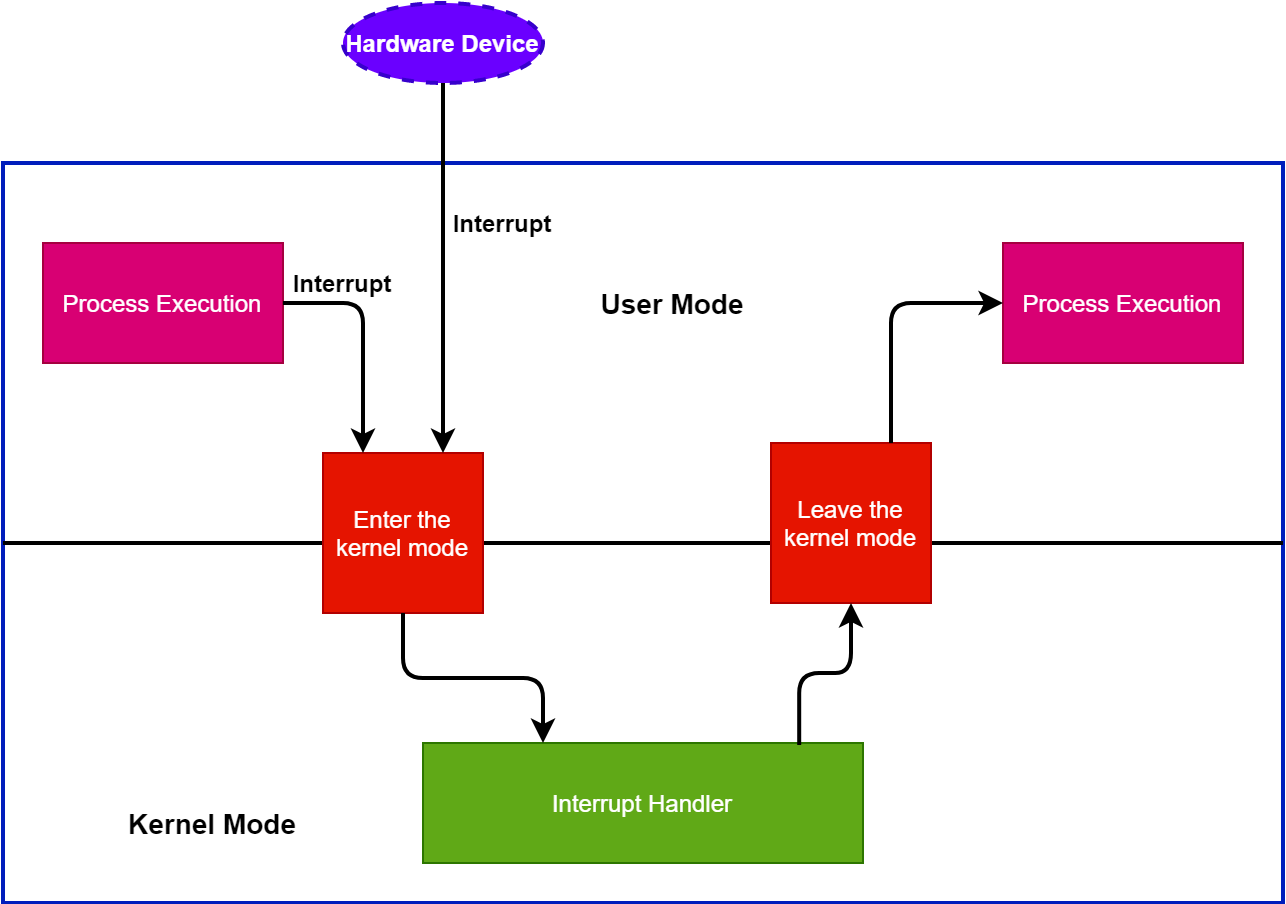 Hardware Device
Interrupt
Interrupt
Process Execution
User Mode
Process Execution
Enter the
kernel mode
Leave the
kernel mode
Interrupt Handler
Kernel Mode